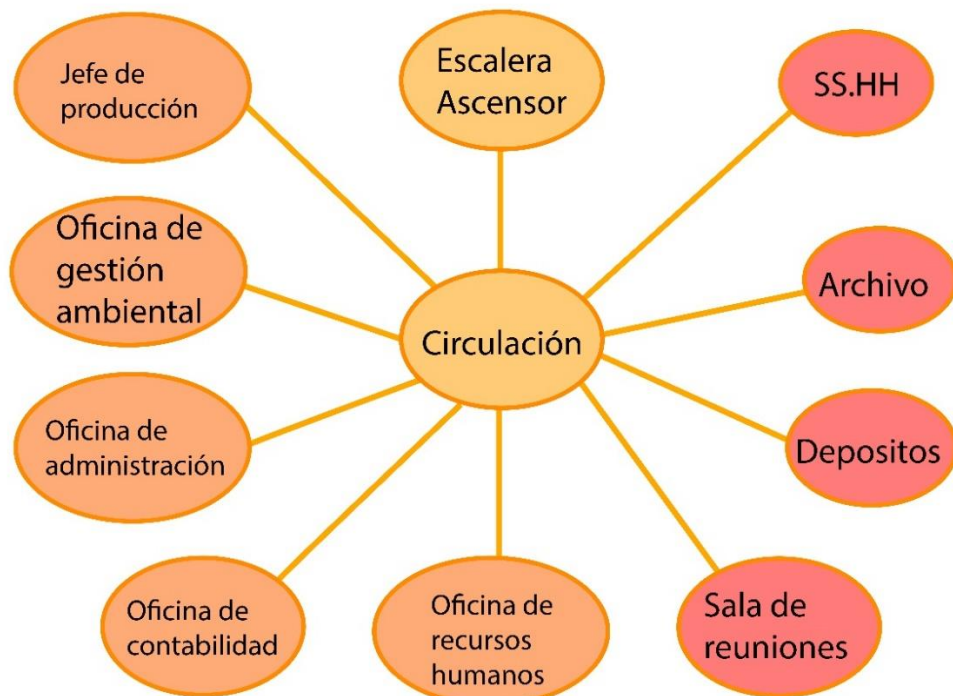 Jefe de
producción
Escalera
Ascensor
SS.HH
Oficina de
gestión
ambiental
Archivo
Circulación
Oficina de
administración
Depositos
Oficina de
contabilidad
Oficina de
recursos
humanos
Sala de
reuniones